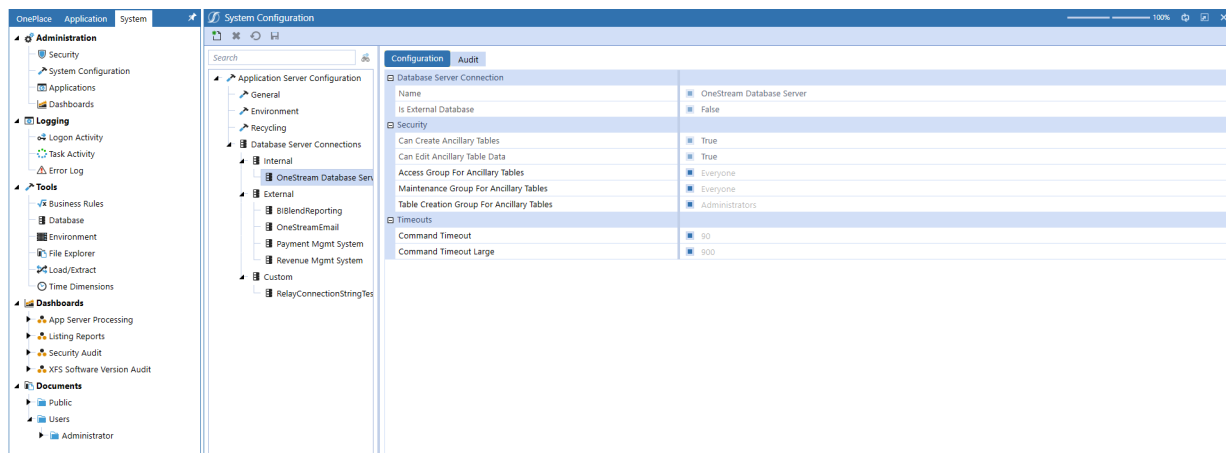 OnePlace Application System
Administration
Security
System Configuration
Applications
Dashboards
Logging
Logon Activity
Task Activity
Error Log
Tools
Business Rules
Database
Environment
File Explorer
Load/Extract
Time Dimensions
Dashboards
App Server Processing
Listing Reports
Security Audit
XFS Software Version Audit
Documents
Public
Users
Administrator
System Configuration 100%
Search
Application Server Configuration
General
Environment
Recycling
Database Server Connections
Internal
OneStream Database Serv
External
BIBlendReporting
OneStreamEmail
Payment Mgmt System
Revenue Mgmt System
Custom
RelayConnectionStringTes
Configuration Audit
Database Server Connection
Name OneStream Database Server
Is External Database False
Security
Can Create Ancillary Tables True
Can Edit Ancillary Table Data True
Access Group For Ancillary Tables Everyone
Maintenance Group For Ancillary Tables Everyone
Table Creation Group For Ancillary Tables Administrators
Timeouts
Command Timeout 90
Command Timeout Large 900